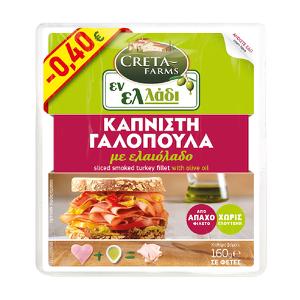 -0,40€
CRETA
FARMS
εν ελλάδι
ΚΑΠΝΙΣΤΗ
ΓΑΛΟΠΟΥΛΑ
με ελαιόλαδο
sliced smoked turkey fillet with olive oil
ΑΠΟ
ΑΠΑΧΟ
ΦΙΛΕΤΟ
ΧΩΡΙΣ
ΓΛΟΥΤΕΝΗ
160g
ΣΕ ΦΕΤΕΣ